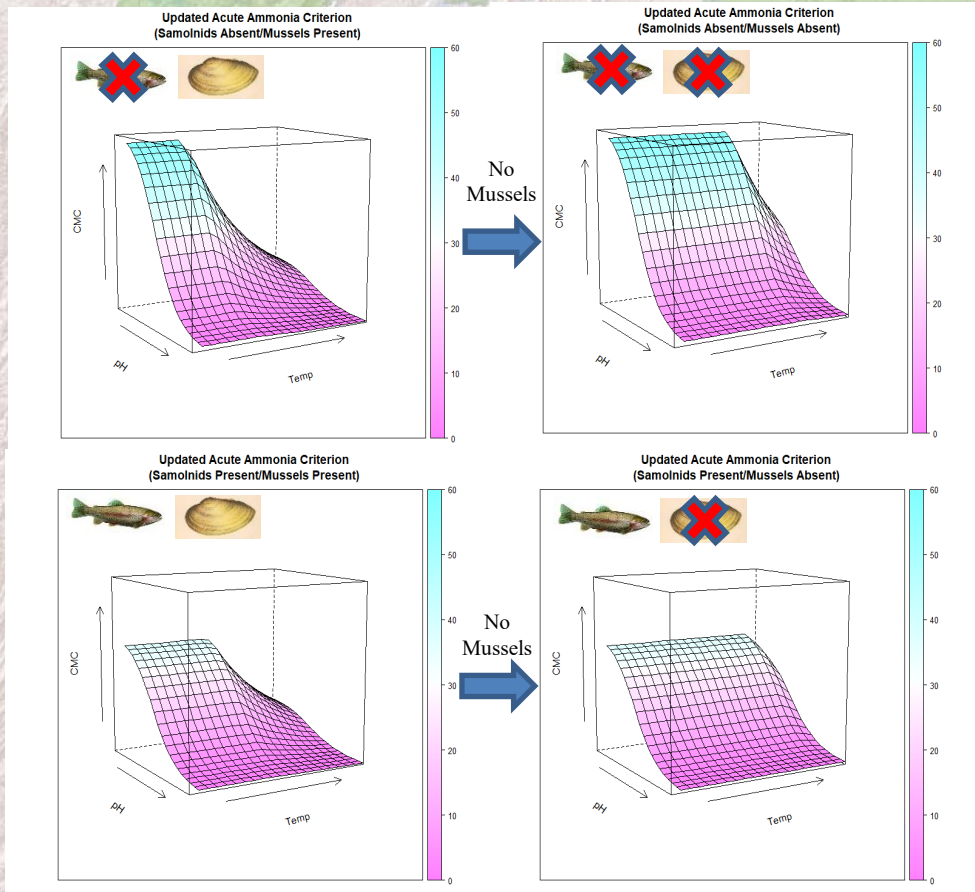 Updated Acute Ammonia Criterion
(Samolnids Absent/Mussels Present)
60
50
40
30
20
10
0
CMC
pH
Temp
No
Mussels
Updated Acute Ammonia Criterion
(Samolnids Absent/Mussels Absent)
60
50
40
30
20
10
0
CMC
pH
Temp
Updated Acute Ammonia Criterion
(Samolnids Present/Mussels Present)
60
50
40
30
20
10
0
CMC
pH
Temp
No
Mussels
Updated Acute Ammonia Criterion
(Samolnids Present/Mussels Absent)
60
50
40
30
20
10
0
CMC
pH
Temp